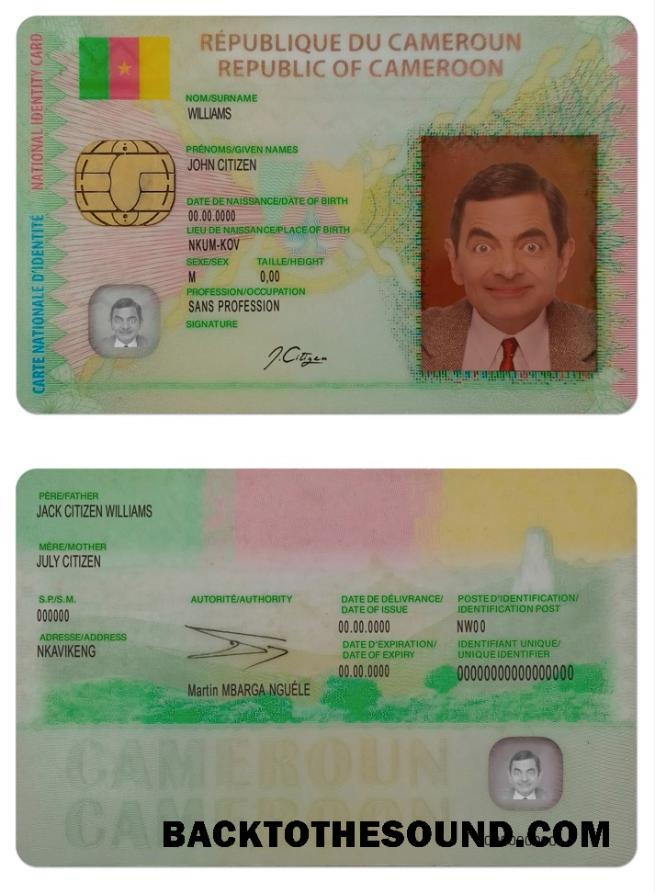 NATIONAL IDENTITY CARD
CARTE NATIONALE D'IDENTITÉ
RÉPUBLIQUE DU CAMEROUN
REPUBLIC OF CAMEROON
NOM/SURNAME
WILLIAMS
PRÉNOMS/GIVEN NAMES
JOHN CITIZEN
DATE DE NAISSANCE/DATE OF BIRTH
00.00.0000
LIEU DE NAISSANCE/PLACE OF BIRTH
NKUM-KOV
SEXE/SEX TAILLE/HEIGHT
M 0,00
PROFESSION/OCCUPATION
SANS PROFESSION
SIGNATURE
J.Citizen
PÈRE/FATHER
JACK CITIZEN WILLIAMS
MÈRE/MOTHER
JULY CITIZEN
S.P./S.M.
000000
ADRESSE/ADDRESS
NKAVIKENG
AUTORITÉ/AUTHORITY
Martin MBARGA NGUÉLE
DATE DE DÉLIVRANCE/
DATE OF ISSUE
00.00.0000
DATE D'EXPIRATION/
DATE OF EXPIRY
00.00.0000
POSTE D'IDENTIFICATION/
IDENTIFICATION POST
NW00
IDENTIFIANT UNIQUE/
UNIQUE IDENTIFIER
00000000000000000
CAMEROUN
CAMEROON
BACKTOTHESOUND.COM